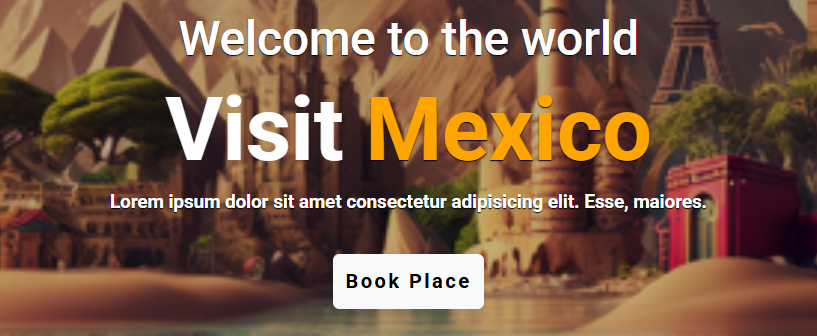 Welcome to the world
Visit Mexico
Lorem ipsum dolor sit amet consectetur adipisicing elit. Esse, maiores.
Book Place